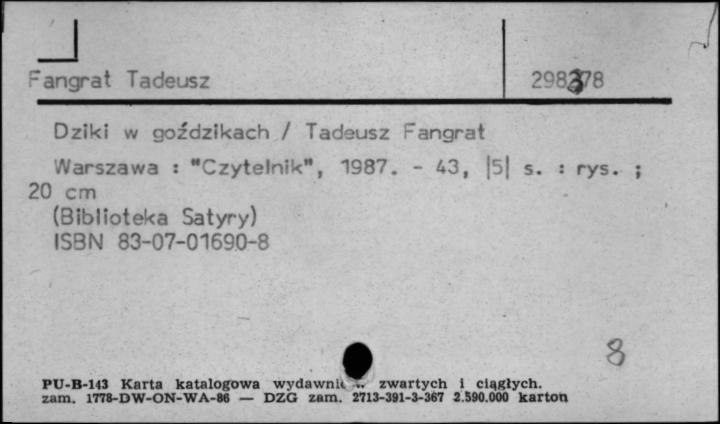 Fangrat Tadeusz
298378
Dziki w goździkach / Tadeusz Fangrat
Warszawa : "Czytelnik", 1987. - 43, |5| s. : rys. ;
20 cm
(Biblioteka Satyry)
ISBN 83-07-01690-8
8
PU-B-143 Karta katalogowa zwartych i ciągłych.
zam. 1778-DW-ON-WA-86 — DZG zam. 2713-391-3-367 2.590.000 karton